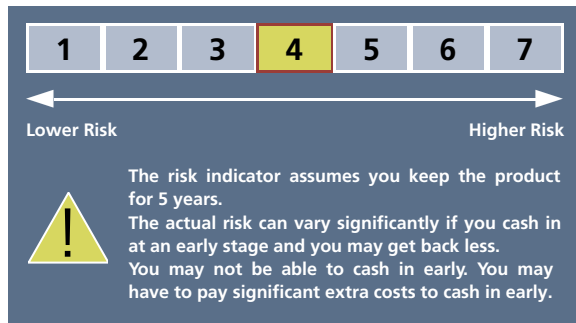 1 2 3 4 5 6 7
Lower Risk Higher Risk
The risk indicator assumes you keep the product
for 5 years.
The actual risk can vary significantly if you cash in
at an early stage and you may get back less.
You may not be able to cash in early. You may
have to pay significant extra costs to cash in early.
!